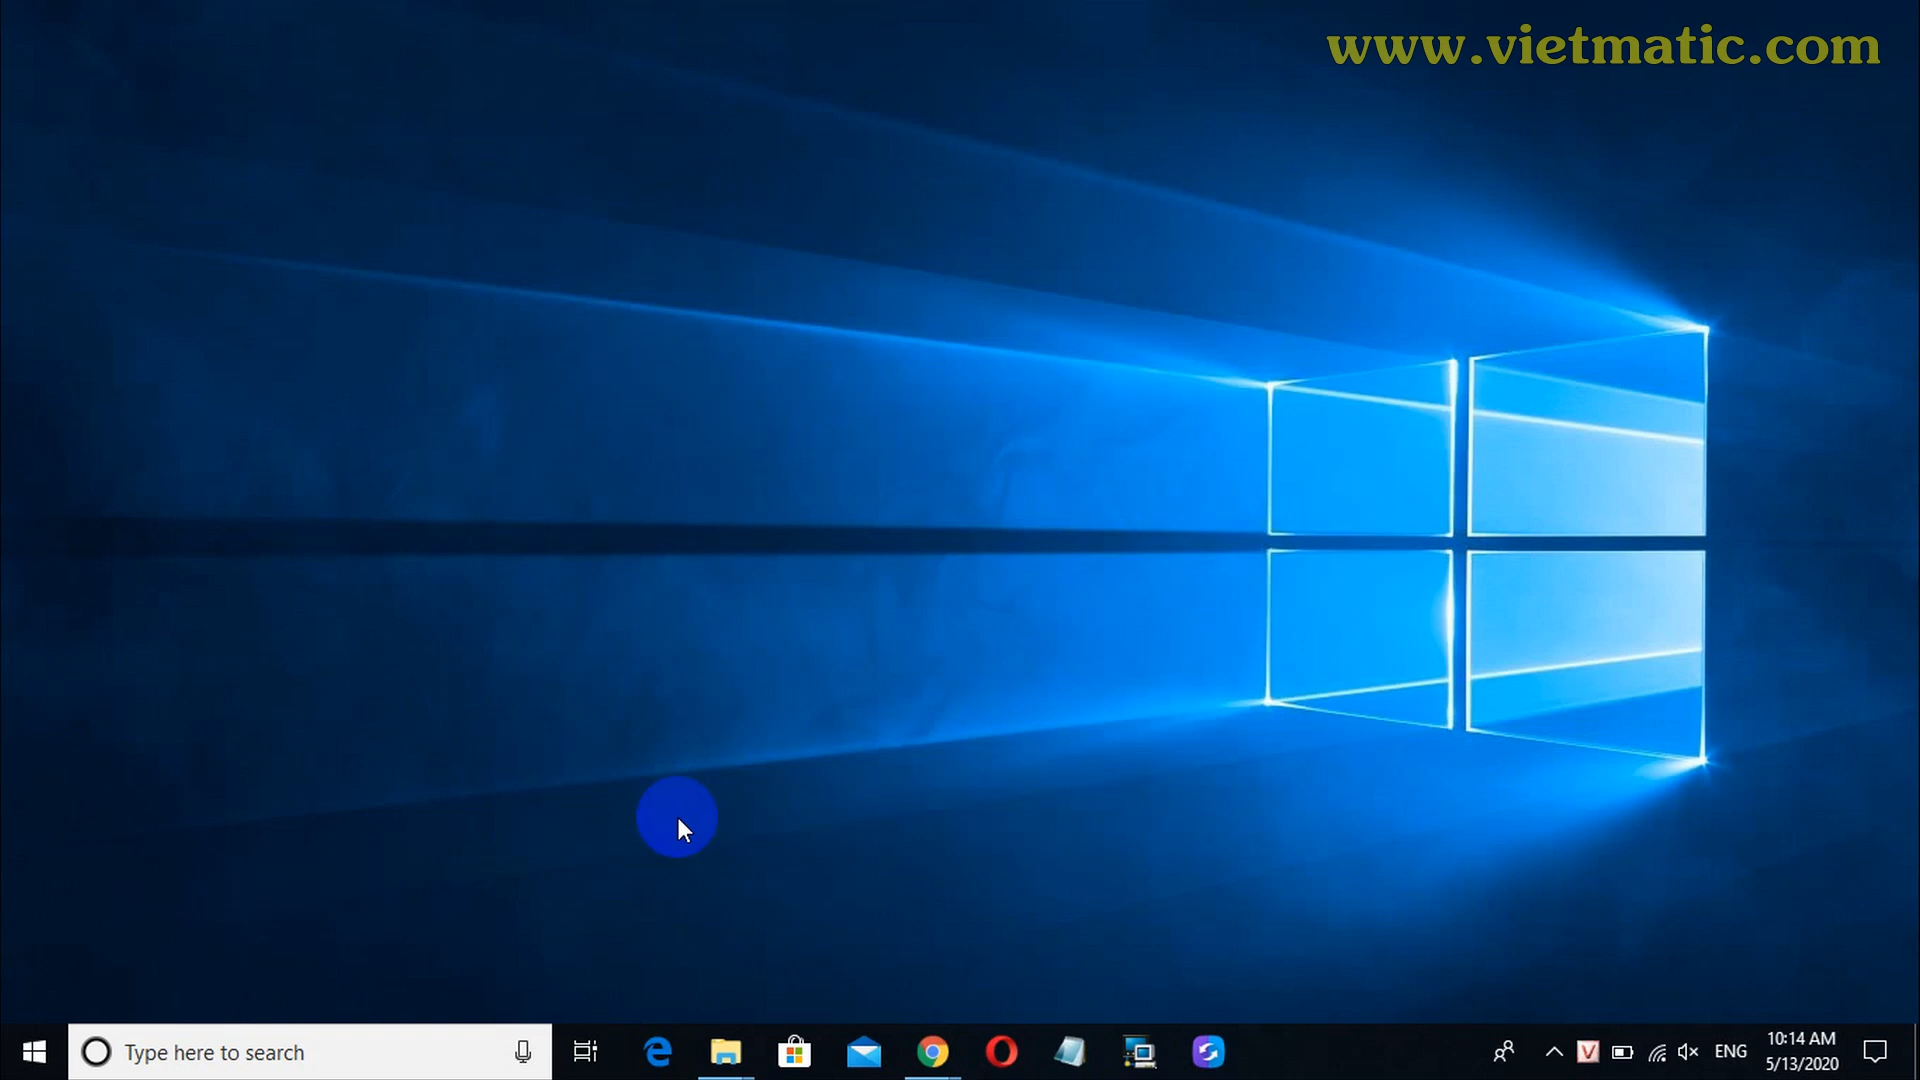 www.vietmatic.com
Type here to search
V
ENG
10:14 AM
5/13/2020